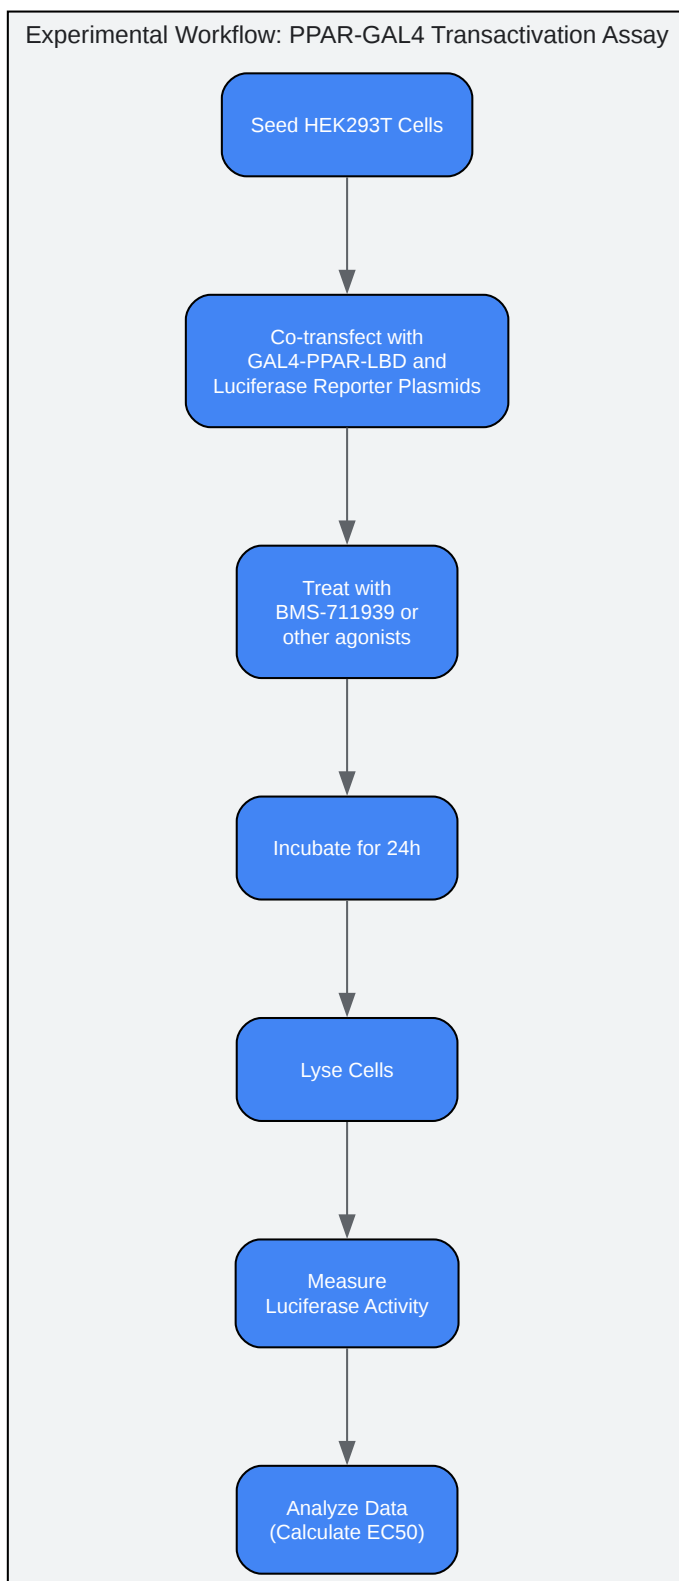 Experimental Workflow: PPAR-GAL4 Transactivation Assay
Seed HEK293T Cells
Co-transfect with
GAL4-PPAR-LBD and
Luciferase Reporter Plasmids
Treat with
BMS-711939 or
other agonists
Incubate for 24h
Lyse Cells
Measure
Luciferase Activity
Analyze Data
(Calculate EC50)